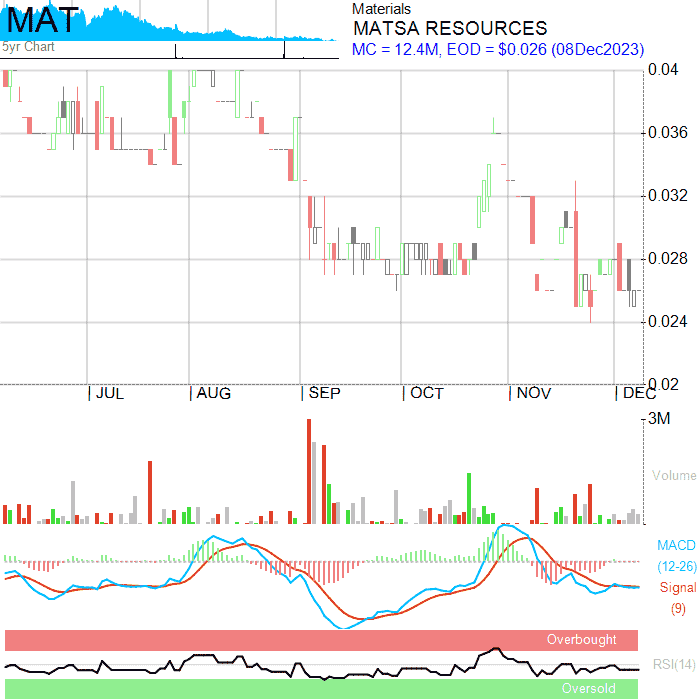 MAT
5yr Chart
Materials
MATSA RESOURCES
MC = 12.4M, EOD = $0.026 (08Dec2023)
0.04
0.036
0.032
0.028
0.024
0.02
JUL AUG SEP OCT NOV DEC
3M
Volume
MACD
(12-26)
Signal
(9)
Overbought
RSI(14)
Oversold